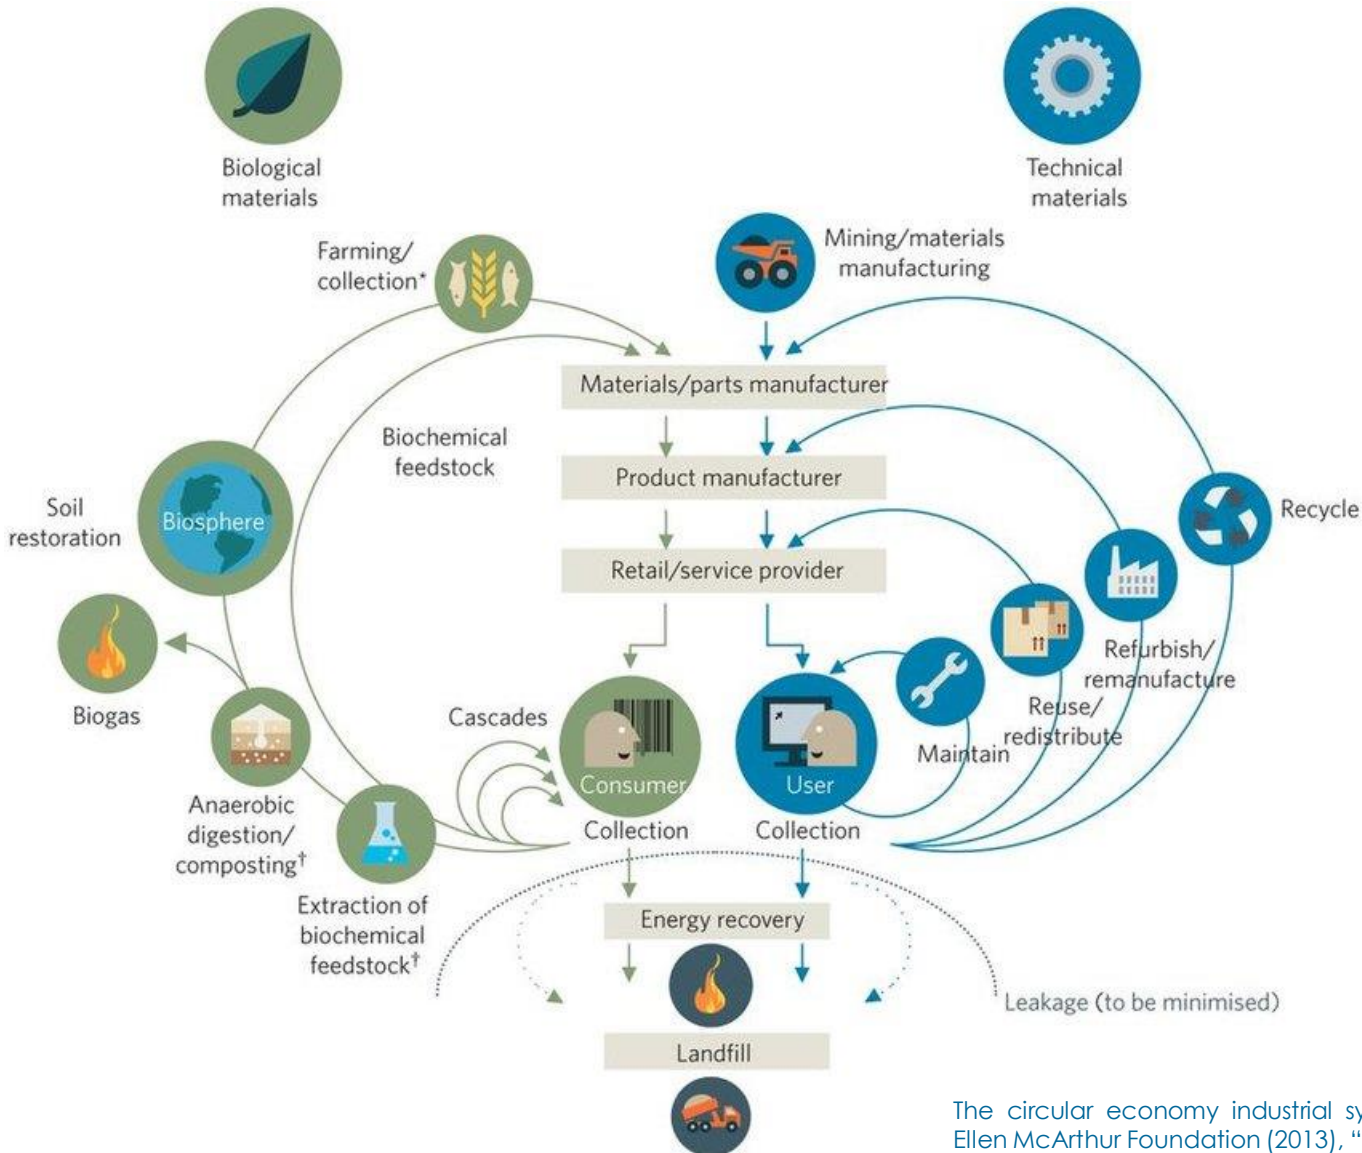 Biological
materials
Technical
materials
Farming/
collection*
Mining/materials
manufacturing
Materials/parts manufacturer
Biochemical
feedstock
Product manufacturer
Soil
restoration
Biosphere
Recycle
Retail/service provider
Refurbish/
remanufacture
Biogas
Cascades
Reuse/
redistribute
Maintain
Consumer
User
Anaerobic
digestion/
composting†
Collection
Collection
Extraction of
biochemical
feedstock†
Energy recovery
Leakage (to be minimised)
Landfill
The circular economy industrial sy
Ellen McArthur Foundation (2013), “